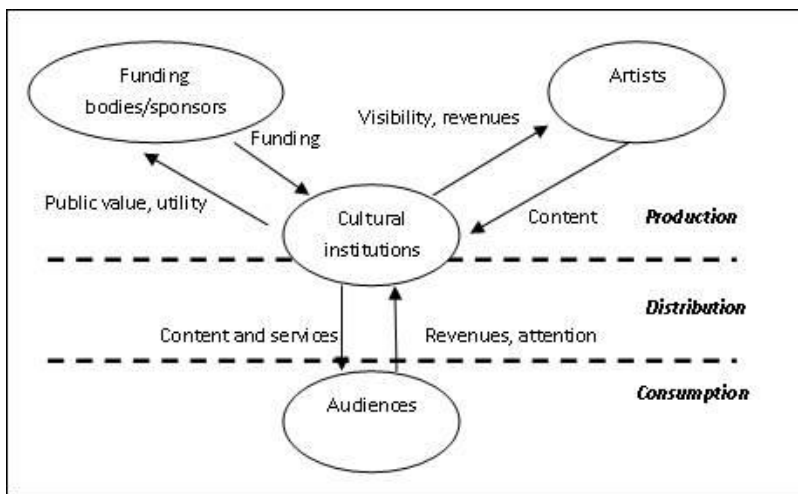 Funding
bodies/sponsors
Artists
Visibility, revenues
Funding
Public value, utility
Cultural
institutions
Content
Production
Content and services
Revenues, attention
Distribution
Consumption
Audiences